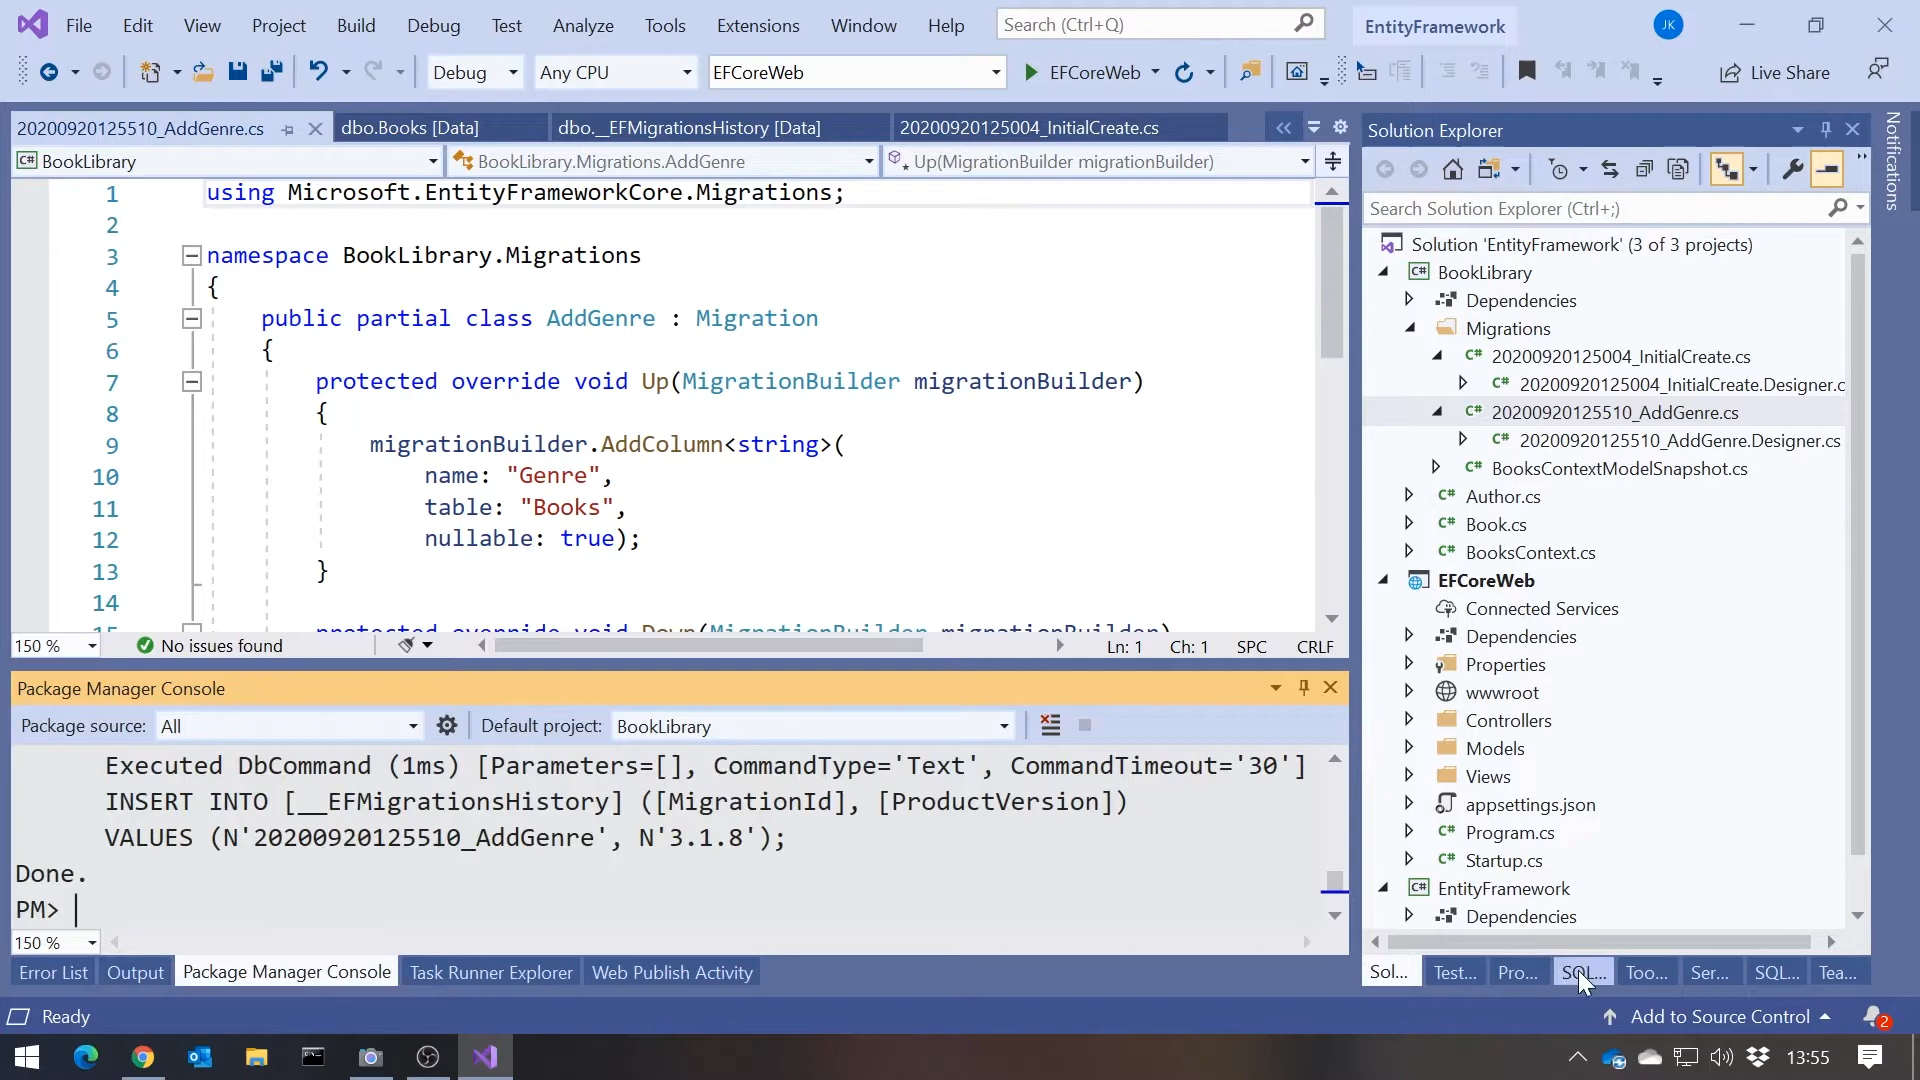 File Edit View Project Build Debug Test Analyze Tools Extensions Window Help Search (Ctrl+Q) EntityFramework JK
Debug Any CPU EFCoreWeb EFCoreWeb Live Share
20200920125510_AddGenre.cs dbo.Books [Data] dbo.__EFMigrationsHistory [Data] 20200920125004_InitialCreate.cs
C# BookLibrary BookLibrary.Migrations.AddGenre Up(MigrationBuilder migrationBuilder)
1 using Microsoft.EntityFrameworkCore.Migrations;
2
3 namespace BookLibrary.Migrations
4 {
5 public partial class AddGenre : Migration
6 {
7 protected override void Up(MigrationBuilder migrationBuilder)
8 {
9 migrationBuilder.AddColumn<string>(
10 name: "Genre",
11 table: "Books",
12 nullable: true);
13 }
14
15 protected override void Down(MigrationBuilder migrationBuilder)
150 % No issues found Ln: 1 Ch: 1 SPC CRLF
Package Manager Console
Package source: All Default project: BookLibrary
Executed DbCommand (1ms) [Parameters=[], CommandType='Text', CommandTimeout='30']
INSERT INTO [__EFMigrationsHistory] ([MigrationId], [ProductVersion])
VALUES (N'20200920125510_AddGenre', N'3.1.8');
Done.
PM>
150 %
Error List Output Package Manager Console Task Runner Explorer Web Publish Activity
Solution Explorer
Search Solution Explorer (Ctrl+;)
Solution 'EntityFramework' (3 of 3 projects)
C# BookLibrary
Dependencies
Migrations
C# 20200920125004_InitialCreate.cs
C# 20200920125004_InitialCreate.Designer.c
C# 20200920125510_AddGenre.cs
C# 20200920125510_AddGenre.Designer.cs
C# BooksContextModelSnapshot.cs
C# Author.cs
C# Book.cs
C# BooksContext.cs
EFCoreWeb
Connected Services
Dependencies
Properties
wwwroot
Controllers
Models
Views
appsettings.json
C# Program.cs
C# Startup.cs
C# EntityFramework
Dependencies
Sol... Test... Pro... SQL... Too... Ser... SQL... Tea...
Notifications
Ready Add to Source Control 2
13:55